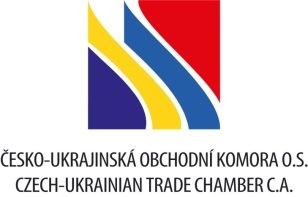 ČESKO-UKRAJINSKÁ OBCHODNÍ KOMORA O.S.
CZECH-UKRAINIAN TRADE CHAMBER C.A.